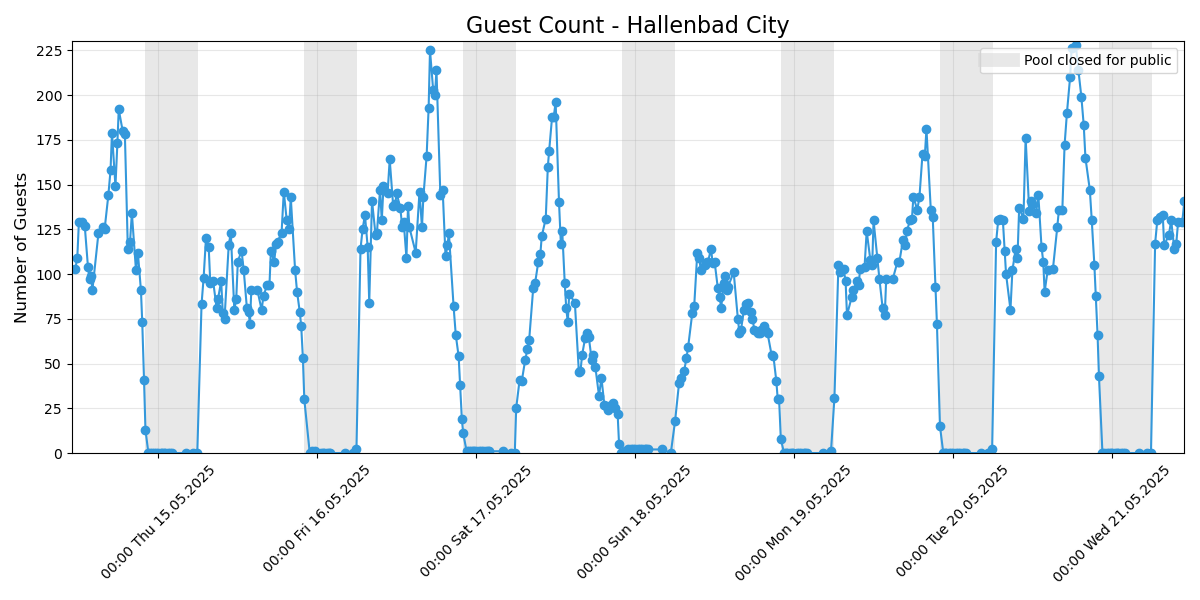 Guest Count - Hallenbad City
Number of Guests
225
200
175
150
125
100
75
50
25
0
Pool closed for public
00:00 Thu 15.05.2025
00:00 Fri 16.05.2025
00:00 Sat 17.05.2025
00:00 Sun 18.05.2025
00:00 Mon 19.05.2025
00:00 Tue 20.05.2025
00:00 Wed 21.05.2025